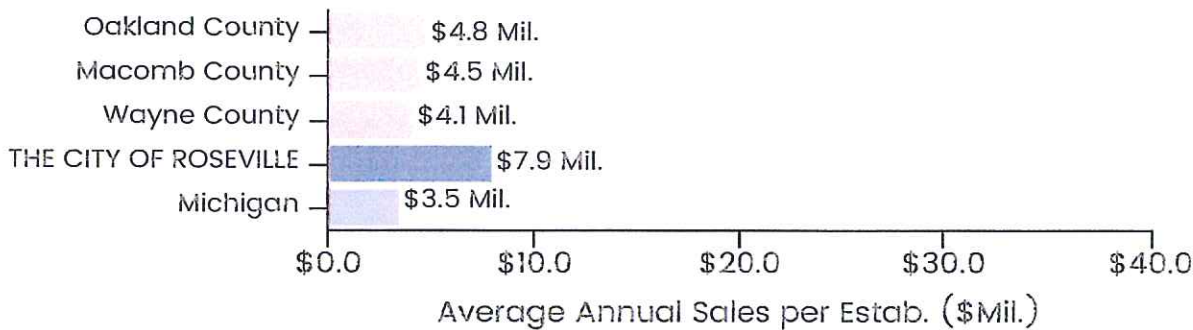 Oakland County $4.8 Mil.
Macomb County $4.5 Mil.
Wayne County $4.1 Mil.
THE CITY OF ROSEVILLE $7.9 Mil.
Michigan $3.5 Mil.
$0.0 $10.0 $20.0 $30.0 $40.0
Average Annual Sales per Estab. ($Mil.)